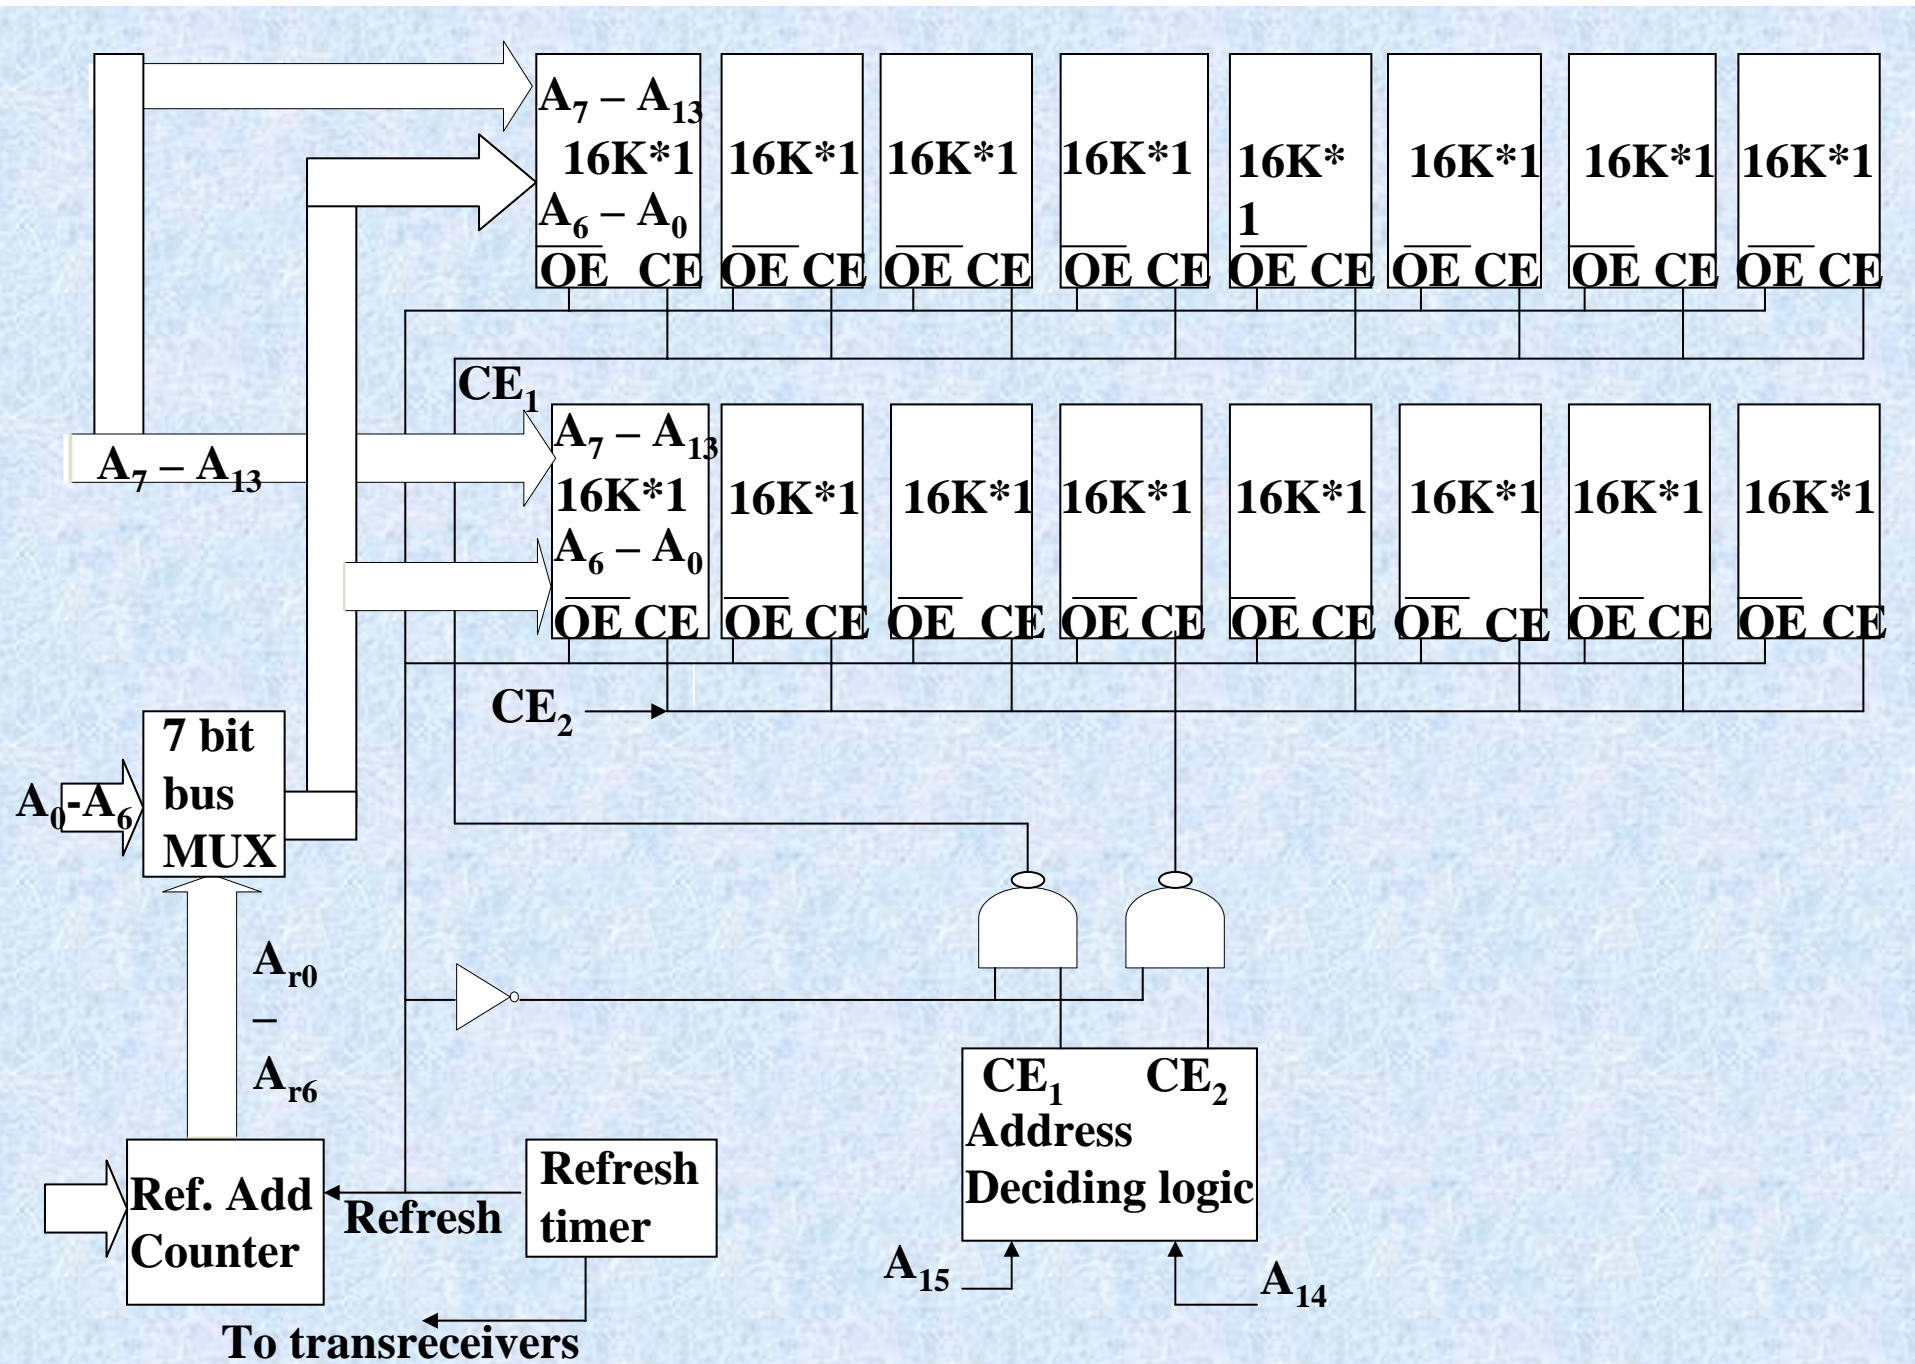 A7 – A13
16K*1
A6 – A0
OE CE
16K*1
OE CE
16K*1
OE CE
16K*1
OE CE
16K*
1
OE CE
16K*1
OE CE
16K*1
OE CE
16K*1
OE CE
CE1
A7 – A13
A7 – A13
16K*1
A6 – A0
OE CE
16K*1
OE CE
16K*1
OE CE
16K*1
OE CE
16K*1
OE CE
16K*1
OE CE
16K*1
OE CE
16K*1
OE CE
CE2
7 bit
bus
MUX
A0-A6
Ar0
–
Ar6
CE1 CE2
Address
Deciding logic
Ref. Add
Counter
Refresh
Refresh
timer
A15
A14
To transreceivers